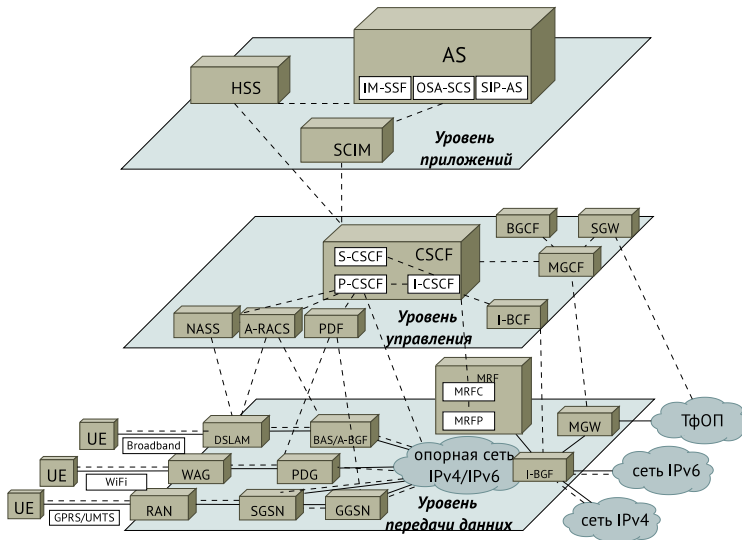 AS
HSS
IM-SSF OSA-SCS SIP-AS
SCIM
Уровень
приложений
BGCF
SGW
CSCF
S-CSCF
MGCF
P-CSCF
I-CSCF
NASS
A-RACS
PDF
I-BCF
Уровень
управления
MRF
MRFC
MRFP
UE
Broadband
DSLAM
BAS/A-BGF
MGW
ТфОП
опорная сеть
IPv4/IPv6
UE
WiFi
WAG
PDG
I-BGF
сеть IPv6
UE
GPRS/UMTS
RAN
SGSN
GGSN
Уровень
передачи данных
сеть IPv4